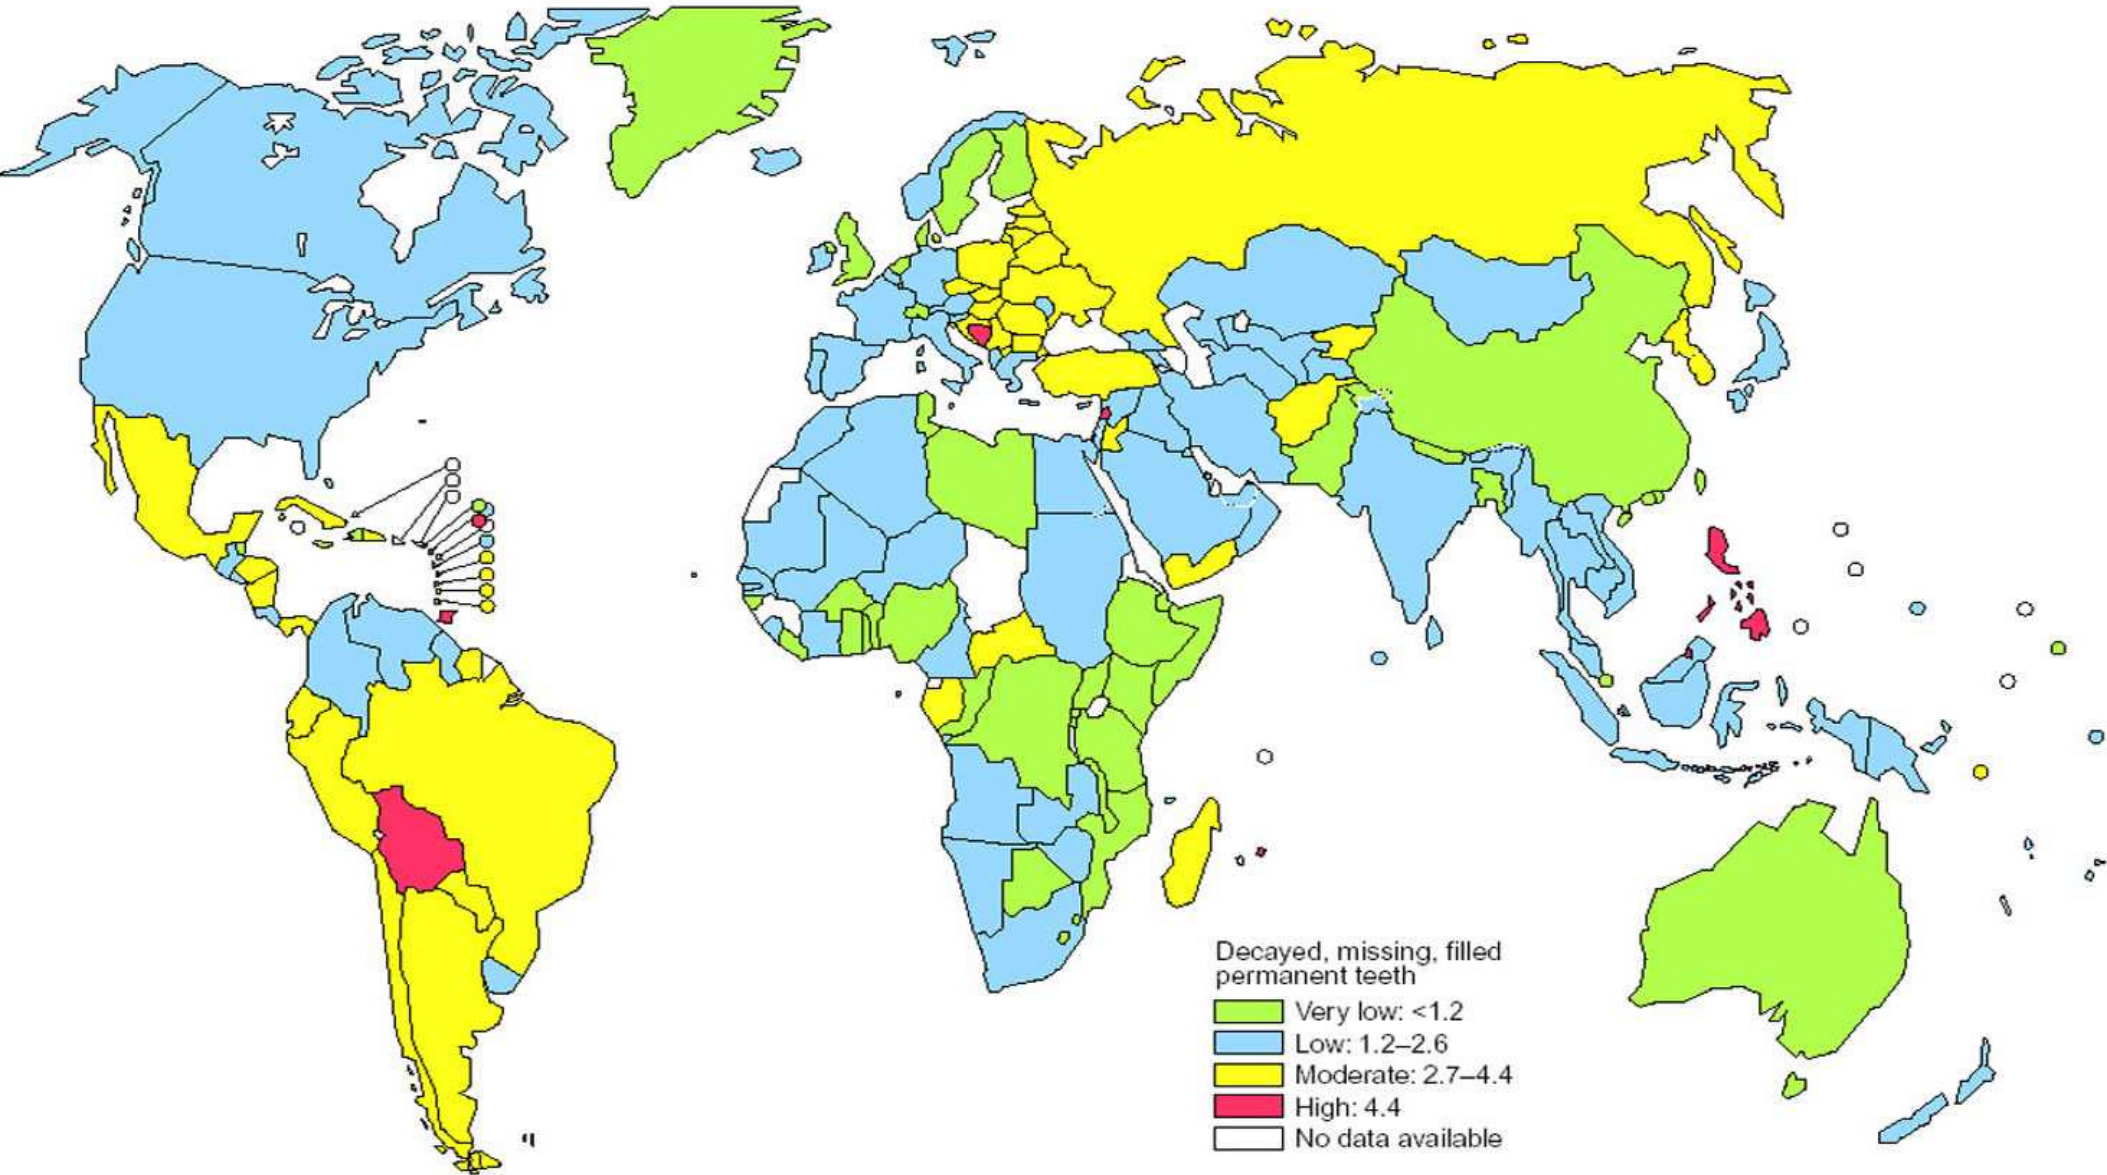 Decayed, missing, filled
permanent teeth
Very low: <1.2
Low: 1.2–2.6
Moderate: 2.7–4.4
High: 4.4
No data available